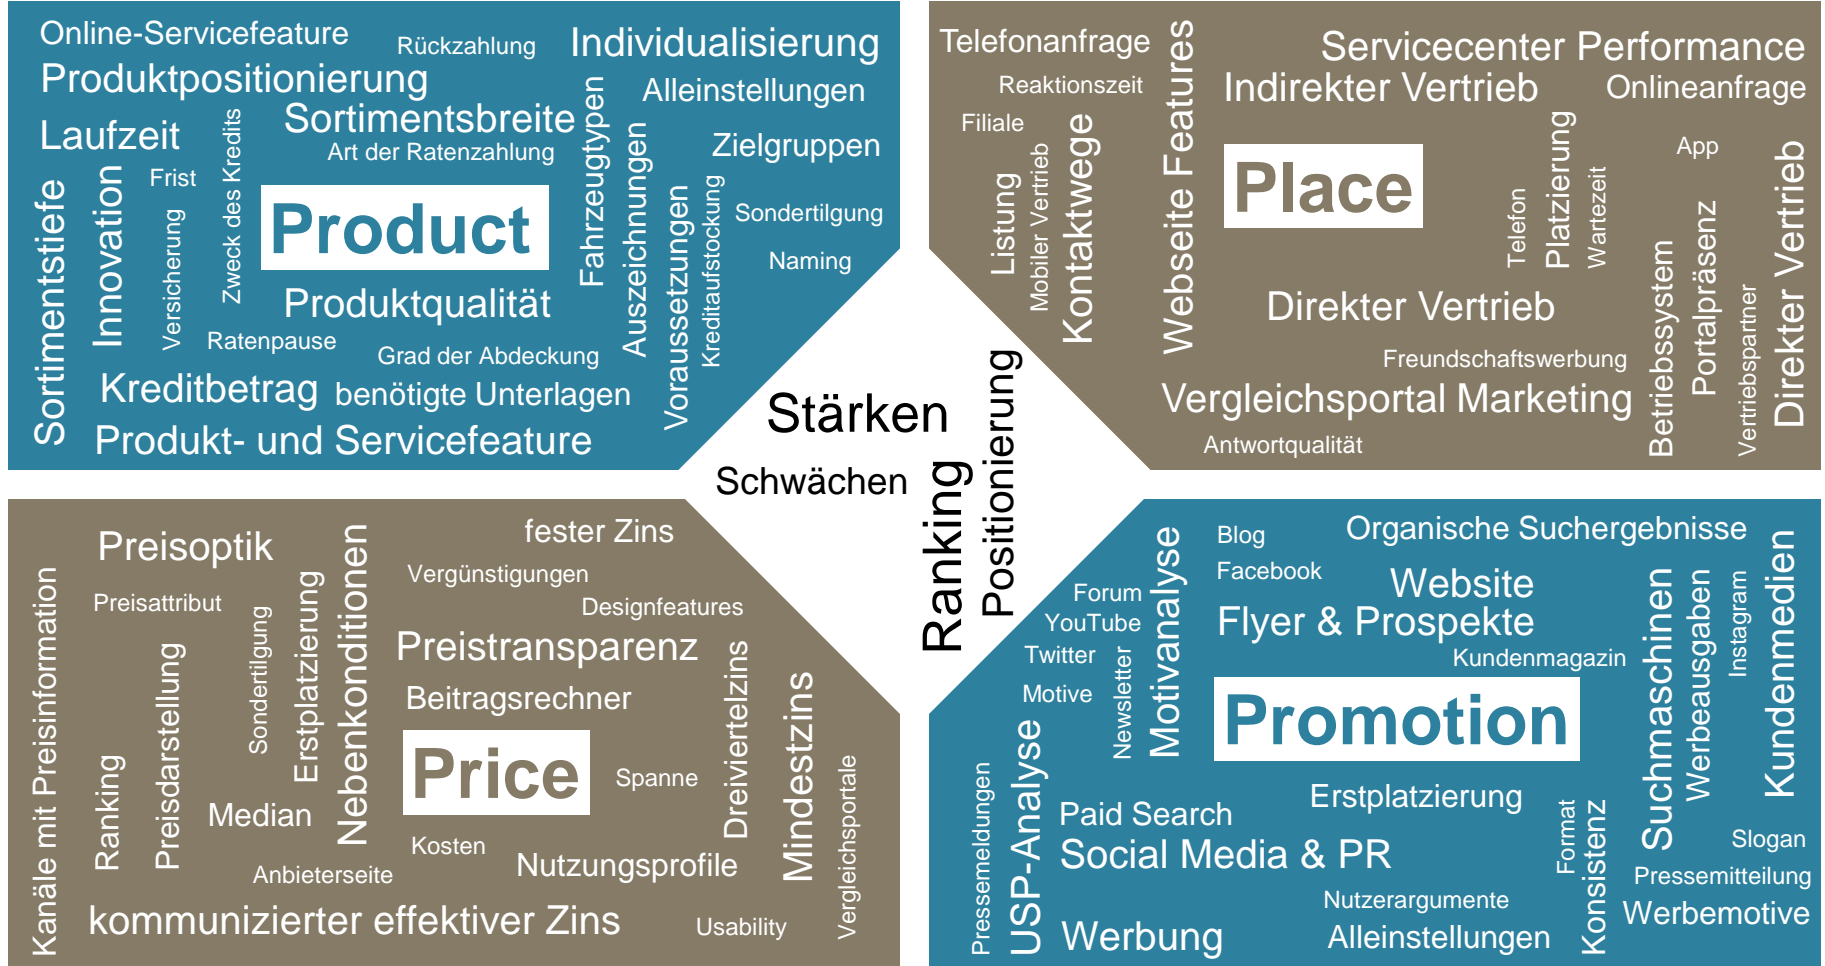 Online-Servicefeature
Rückzahlung
Individualisierung
Produktpositionierung
Alleinstellungen
Sortimentsbreite
Laufzeit
Art der Ratenzahlung
Zielgruppen
Fahrzeugtypen
Auszeichnungen
Zweck des Kredits
Frist
Innovation
Sortimentstiefe
Versicherung
Product
Voraussetzungen
Kreditaufstockung
Sondertilgung
Naming
Produktqualität
Ratenpause
Grad der Abdeckung
Kreditbetrag
benötigte Unterlagen
Produkt- und Servicefeature
Telefonanfrage
Reaktionszeit
Filiale
Webseite Features
Servicecenter Performance
Indirekter Vertrieb
Onlineanfrage
Kontaktwege
Mobiler Vertrieb
Listung
Place
Platzierung
Telefon
Wartezeit
App
Direkter Vertrieb
Portalpräsenz
Betriebssystem
Vertriebspartner
Direkter Vertrieb
Freundschaftswerbung
Vergleichsportal Marketing
Antwortqualität
Stärken
Schwächen
Ranking
Positionierung
Preisoptik
fester Zins
Vergünstigungen
Preisattribut
Designfeatures
Kanäle mit Preisinformation
Nebenkonditionen
Erstplatzierung
Sondertilgung
Preisdarstellung
Preistransparenz
Beitragsrechner
Dreiviertelzins
Mindestzins
Price
Spanne
Ranking
Median
Vergleichsportale
Kosten
Nutzungsprofile
Anbieterseite
kommunizierter effektiver Zins
Usability
Blog
Organische Suchergebnisse
Facebook
Website
Forum
YouTube
Flyer & Prospekte
Twitter
Kundenmagazin
Motive
Newsletter
Motivanalyse
Promotion
Suchmaschinen
Werbeausgaben
Instagram
Kundenmedien
Pressemeldungen
USP-Analyse
Erstplatzierung
Paid Search
Social Media & PR
Format
Konsistenz
Slogan
Pressemitteilung
Nutzerargumente
Werbemotive
Werbung
Alleinstellungen